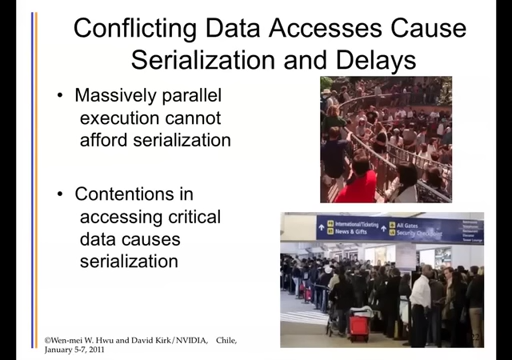 Conflicting Data Accesses Cause
Serialization and Delays
• Massively parallel
execution cannot
afford serialization
• Contentions in
accessing critical
data causes
serialization
International/Ticketing
News & Gifts
All Gates
Security Checkpoint
©Wen-mei W. Hwu and David Kirk/NVIDIA, Chile,
January 5-7, 2011